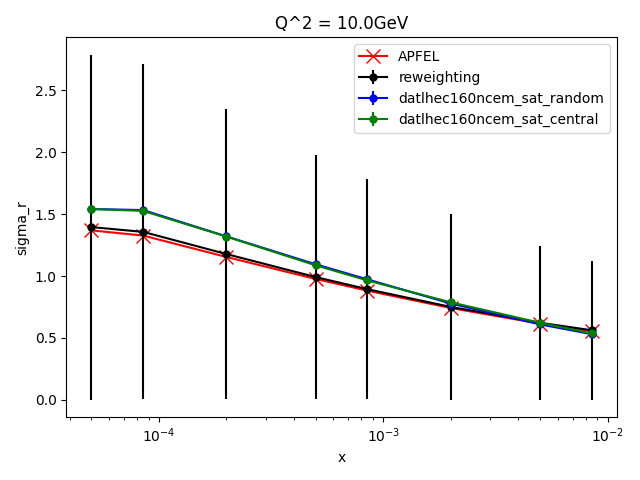 Q^2 = 10.0GeV
APFEL
reweighting
datlhec160ncem_sat_random
datlhec160ncem_sat_central
sigma_r
2.5
2.0
1.5
1.0
0.5
0.0
10^{-4}
10^{-3}
10^{-2}
x